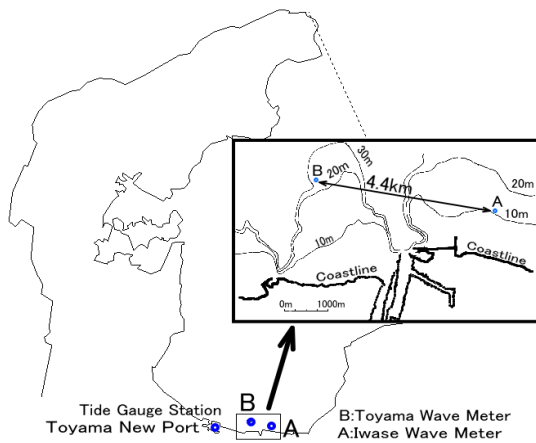 30m
B
20m
4.4km
20m
A
10m
10m
Coastline
Coastline
0m 1000m
Tide Gauge Station
Toyama New Port
B
A
B:Toyama Wave Meter
A:Iwase Wave Meter